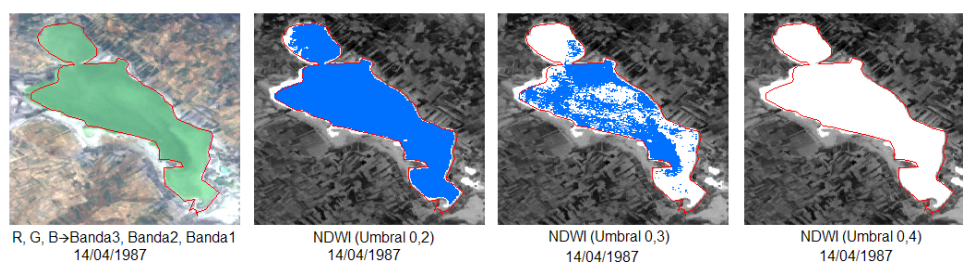 R, G, B→Banda3, Banda2, Banda1
14/04/1987
NDWI (Umbral 0,2)
14/04/1987
NDWI (Umbral 0,3)
14/04/1987
NDWI (Umbral 0,4)
14/04/1987